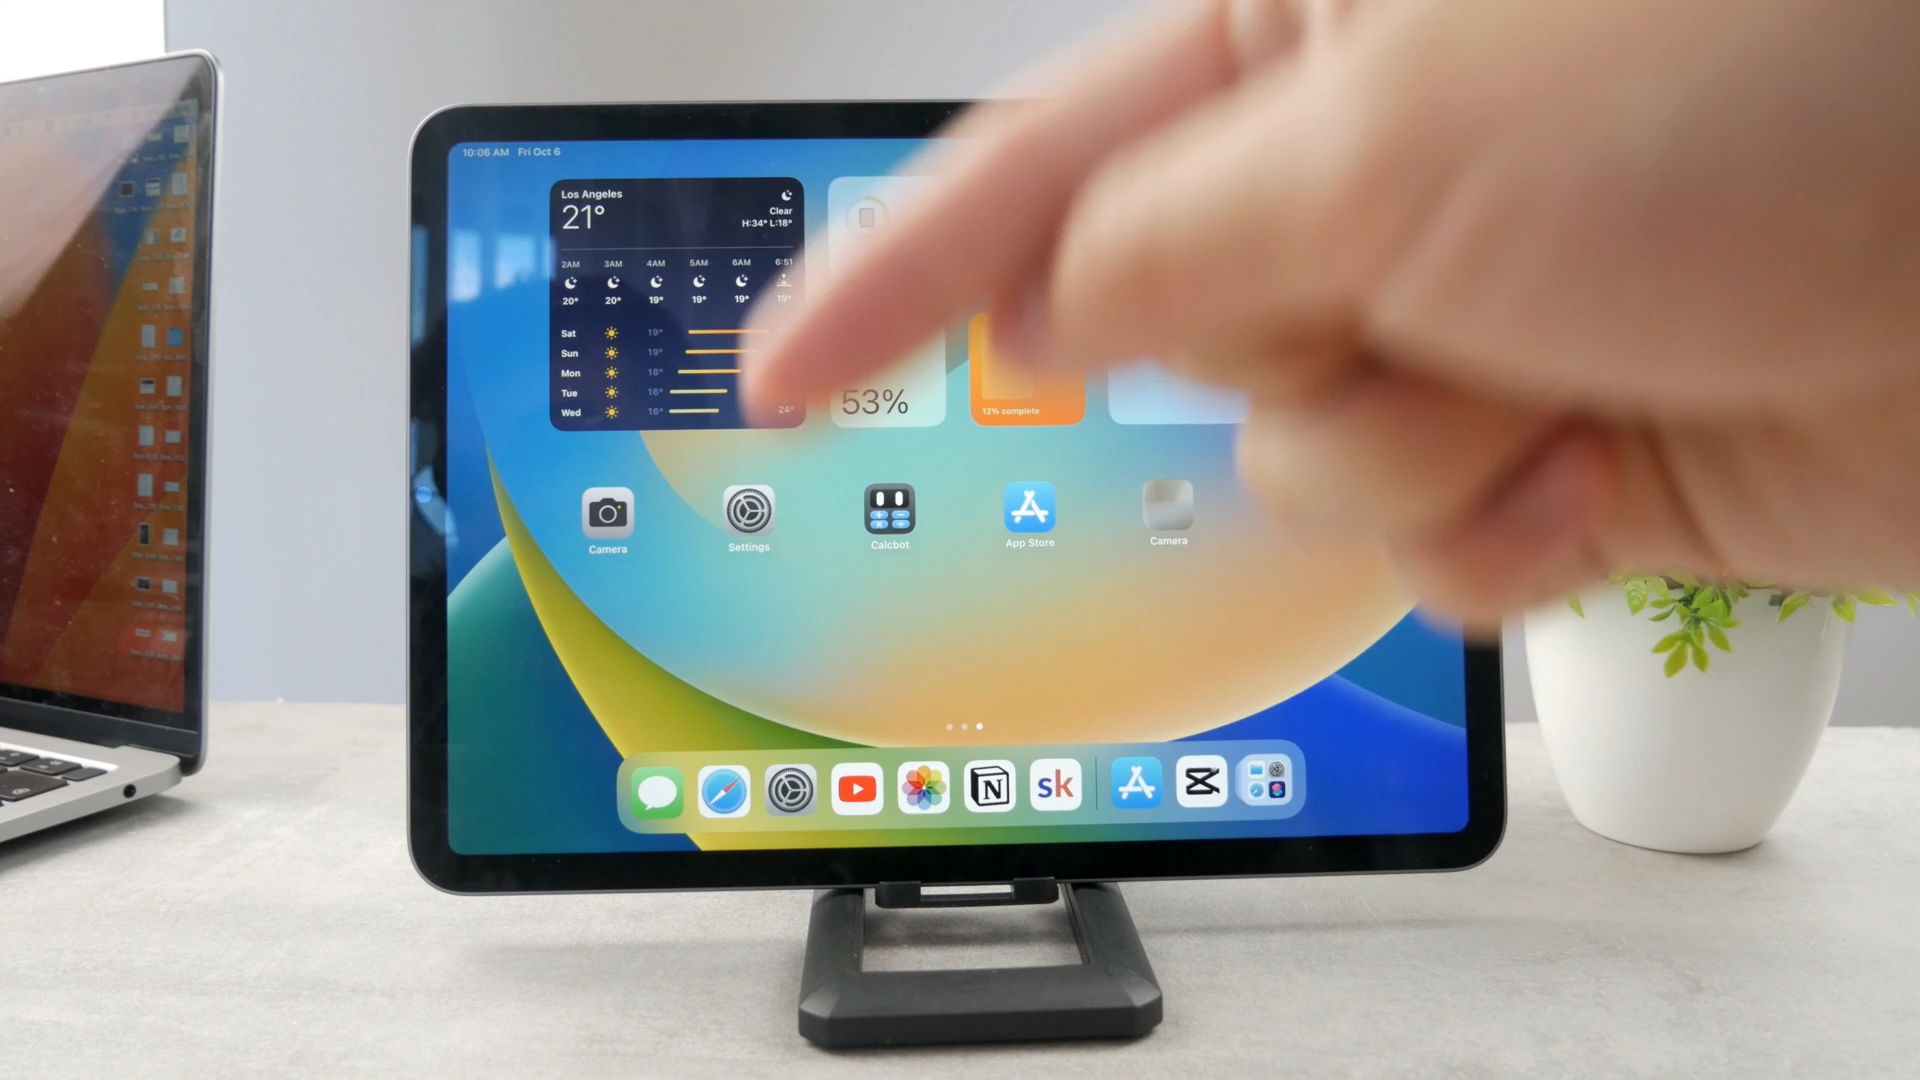 10:06 AM Fri Oct 6
Los Angeles
21°
Clear
H:34° L:18°
2AM 3AM 4AM 5AM 6AM 6:51
20° 20° 19° 19° 19° 19°
Sat 19°
Sun 19°
Mon 18°
Tue 16°
Wed 16° 24°
53%
12% complete
Camera Settings Calcbot App Store Camera
N sk